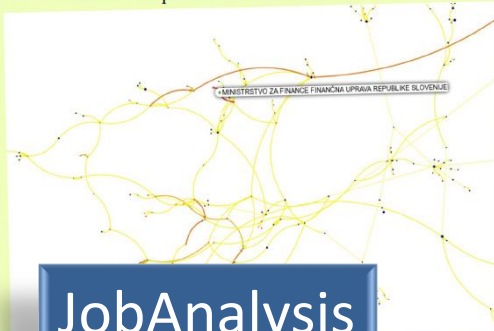 MINISTRSTVO ZA FINANCE FINANČNA UPRAVA REPUBLIKE SLOVENIJE
JobAnalysis